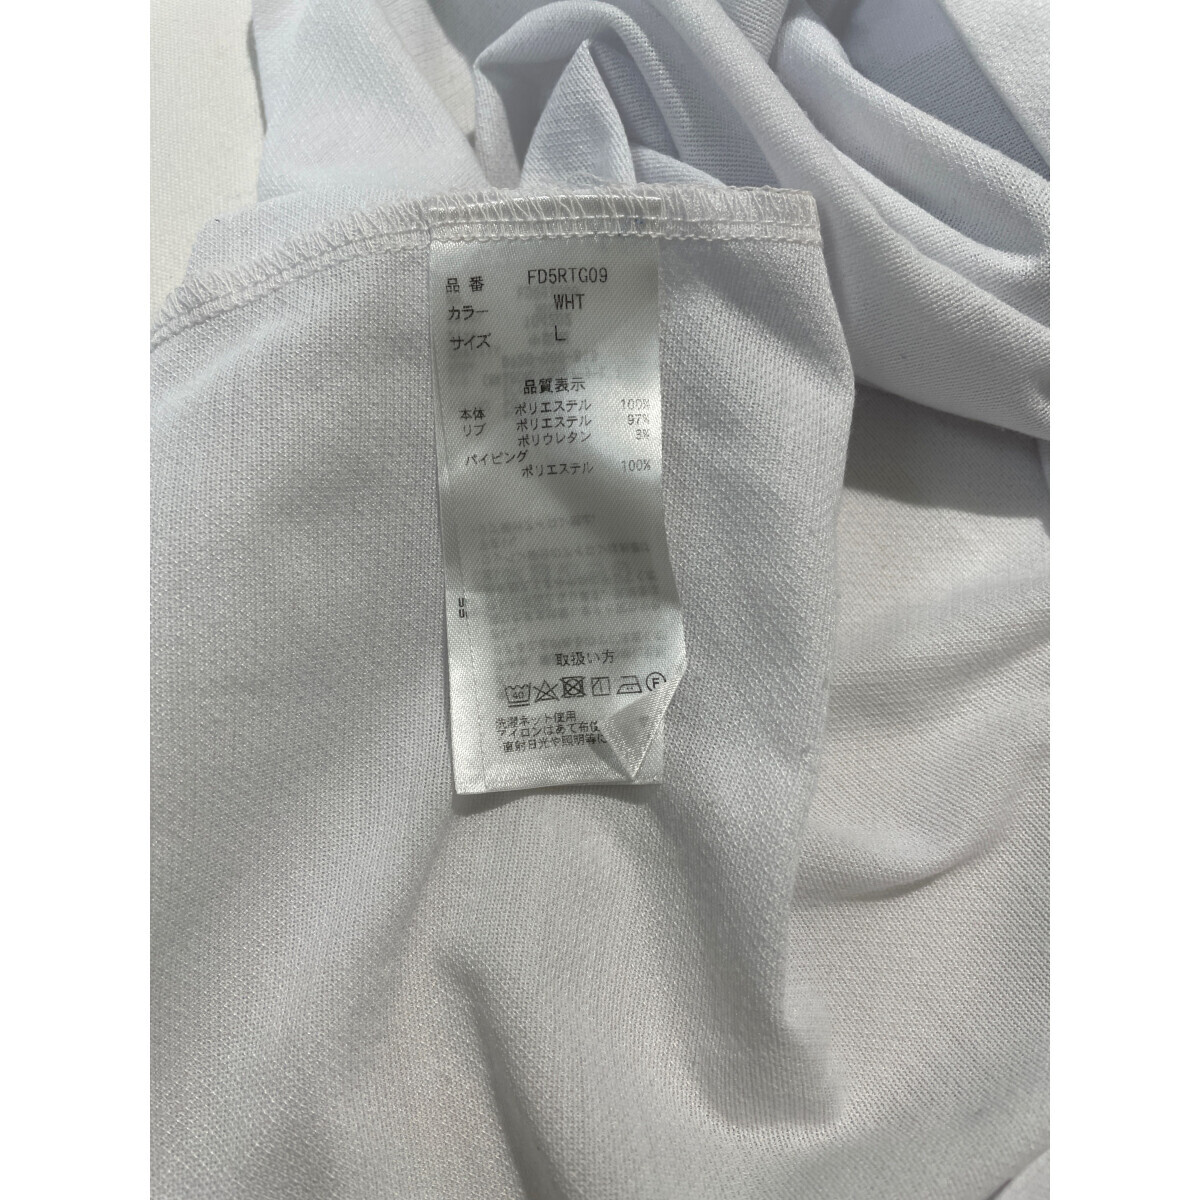 品番 FD5RTG09
カラー WHT
サイズ L
品質表示
本体 ポリエステル 100%
リブ ポリエステル 97%
ポリウレタン 3%
パイピング
ポリエステル 100%
取扱い方
40 F
洗濯ネット使用
アイロンはあて布使
直射日光や照明等に